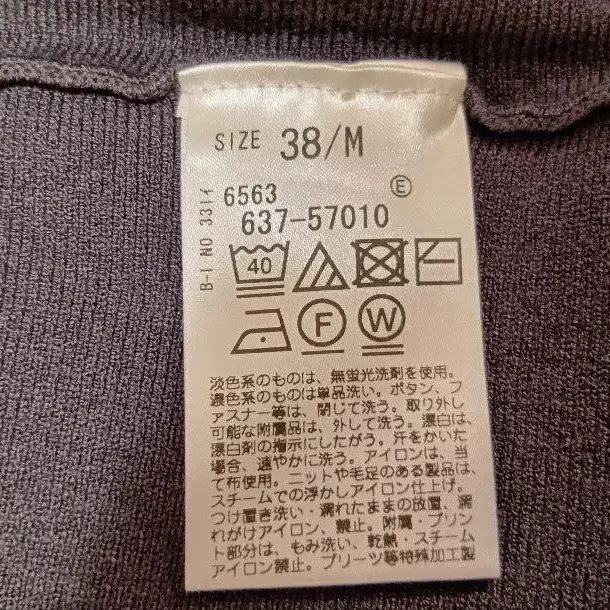 SIZE 38/M
6563
Ⓔ
637-57010
B-I NO 331イ
40
F W
淡色系のものは、無蛍光洗剤を使用。
濃色系のものは単品洗い。ボタン、フ
ァスナー等は、閉じて洗う。取り外し
可能な附属品は、外して洗う。漂白は、
漂白剤の指示にしたがう。汗をかいた
場合、速やかに洗う。アイロンは、当
て布使用。ニットや毛足のある製品は、
スチームでの浮かしアイロン仕上げ。
つけ置き洗い・濡れたままの放置、濡
れがけアイロン、禁止。附属・プリン
ト部分は、もみ洗い、乾熱・スチーム
アイロン禁止。プリーツ等特殊加工製